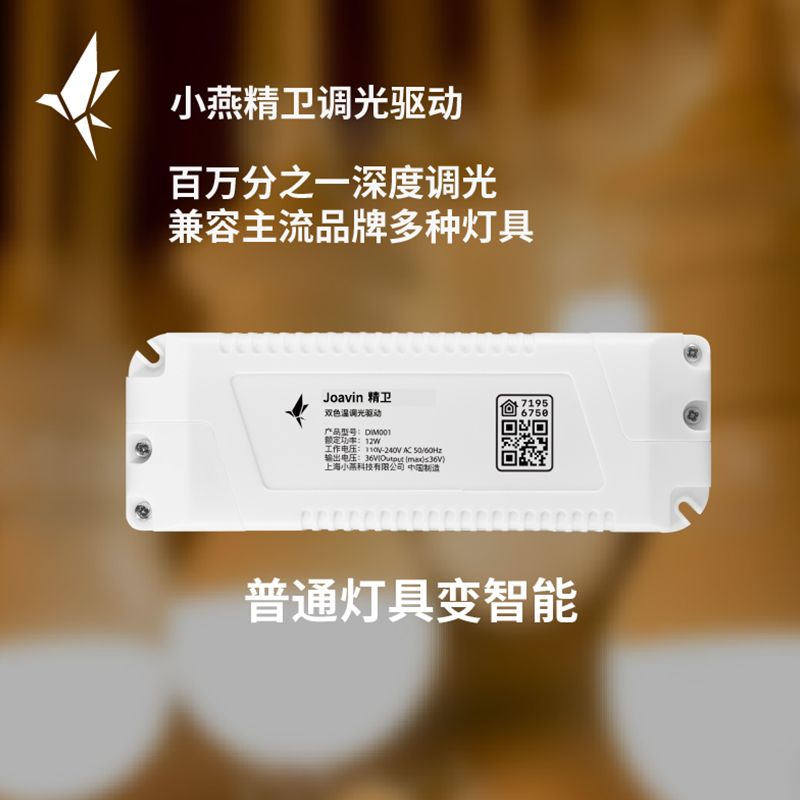 小燕精卫调光驱动
百万分之一深度调光
兼容主流品牌多种灯具
Joavin 精卫
双色温调光驱动
产品型号：DIM001
额定功率：12W
工作电压：110V-240V AC 50/60Hz
输出电压：36V(Output (max)≤36V)
上海小燕科技有限公司 中国制造
7195
6750
普通灯具变智能